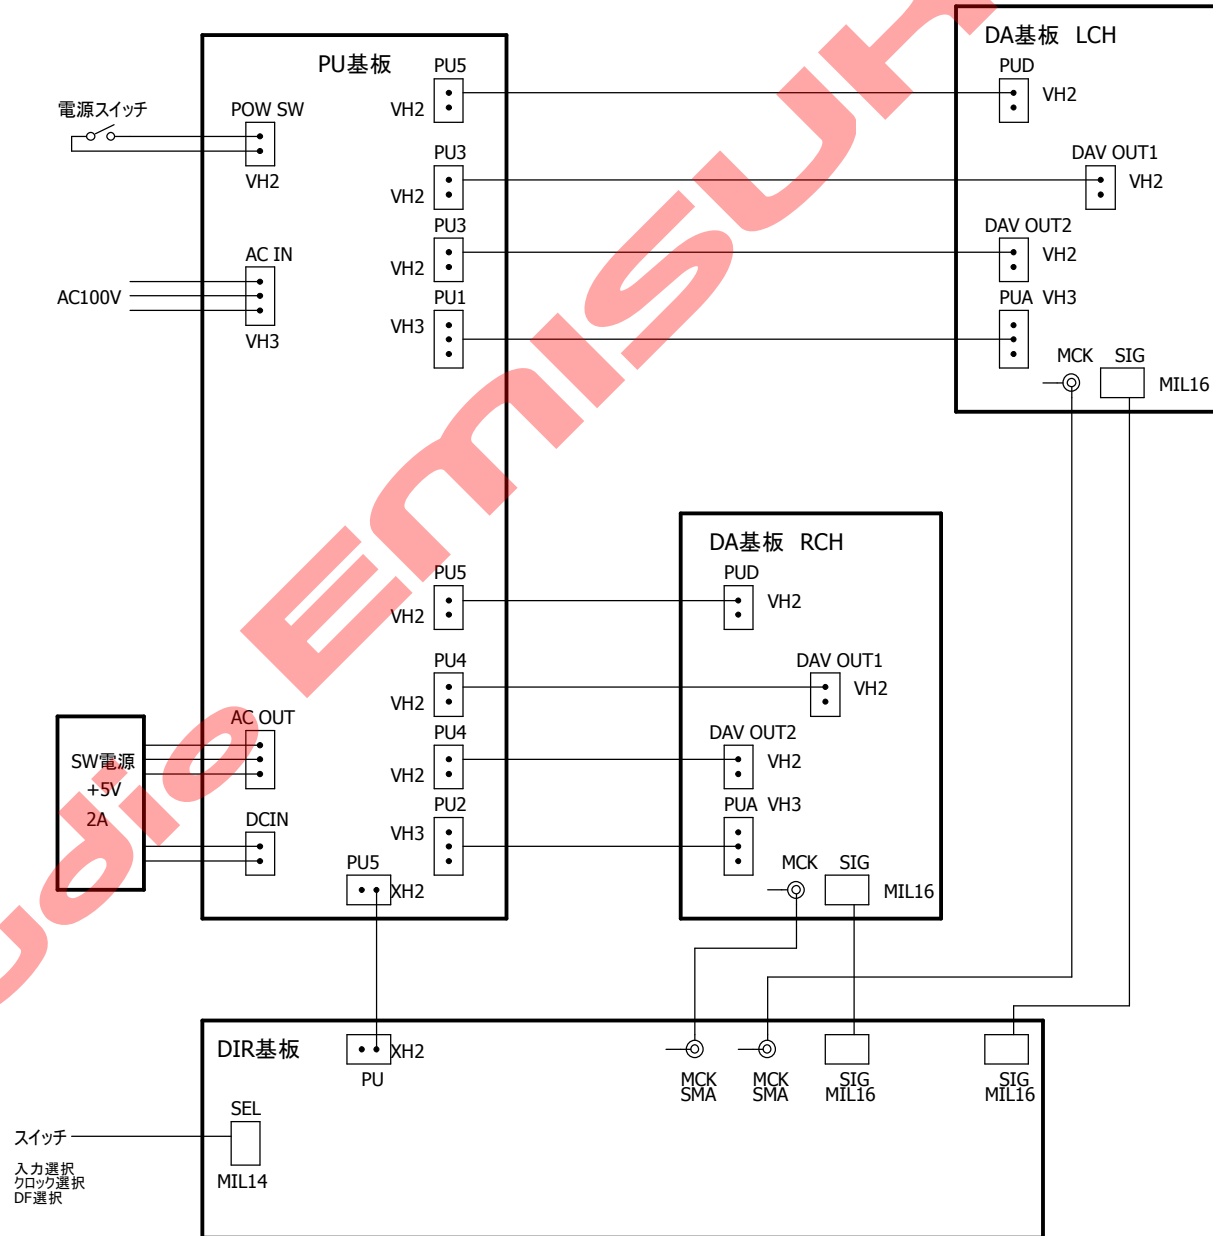 DA基板 LCH
PU基板
PU5
VH2
PUD
VH2
電源スイッチ
POW SW
VH2
PU3
VH2
DAV OUT1
VH2
PU3
VH2
DAV OUT2
VH2
AC IN
AC100V
VH3
PU1
VH3
PUA VH3
MCK
SIG
MIL16
DA基板 RCH
PU5
VH2
PUD
VH2
PU4
VH2
DAV OUT1
VH2
AC OUT
SW電源
+5V
2A
PU4
VH2
DAV OUT2
VH2
DCIN
PU2
VH3
PUA VH3
PU5
XH2
MCK
SIG
MIL16
DIR基板
XH2
PU
MCK
SMA
MCK
SMA
SIG
MIL16
SIG
MIL16
SEL
MIL14
スイッチ
入力選択
クロック選択
DF選択
udio EMISUN